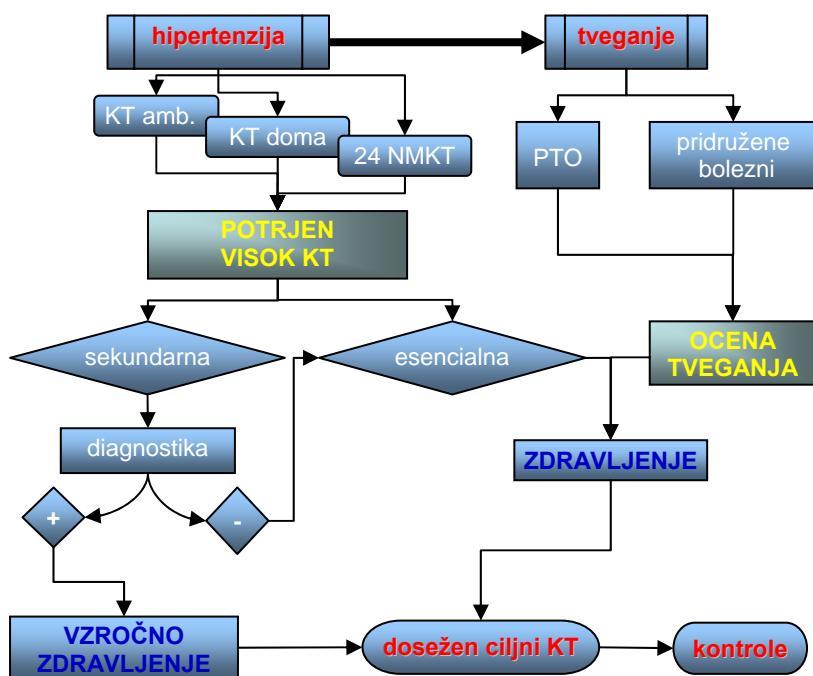 hipertenzija
tveganje
KT amb.
KT doma
24 NMKT
PTO
pridružene
bolezni
POTRJEN
VISOK KT
sekundarna
esencialna
OCENA
TVEGANJA
diagnostika
ZDRAVLJENJE
+
-
VZROČNO
ZDRAVLJENJE
dosežen ciljni KT
kontrole